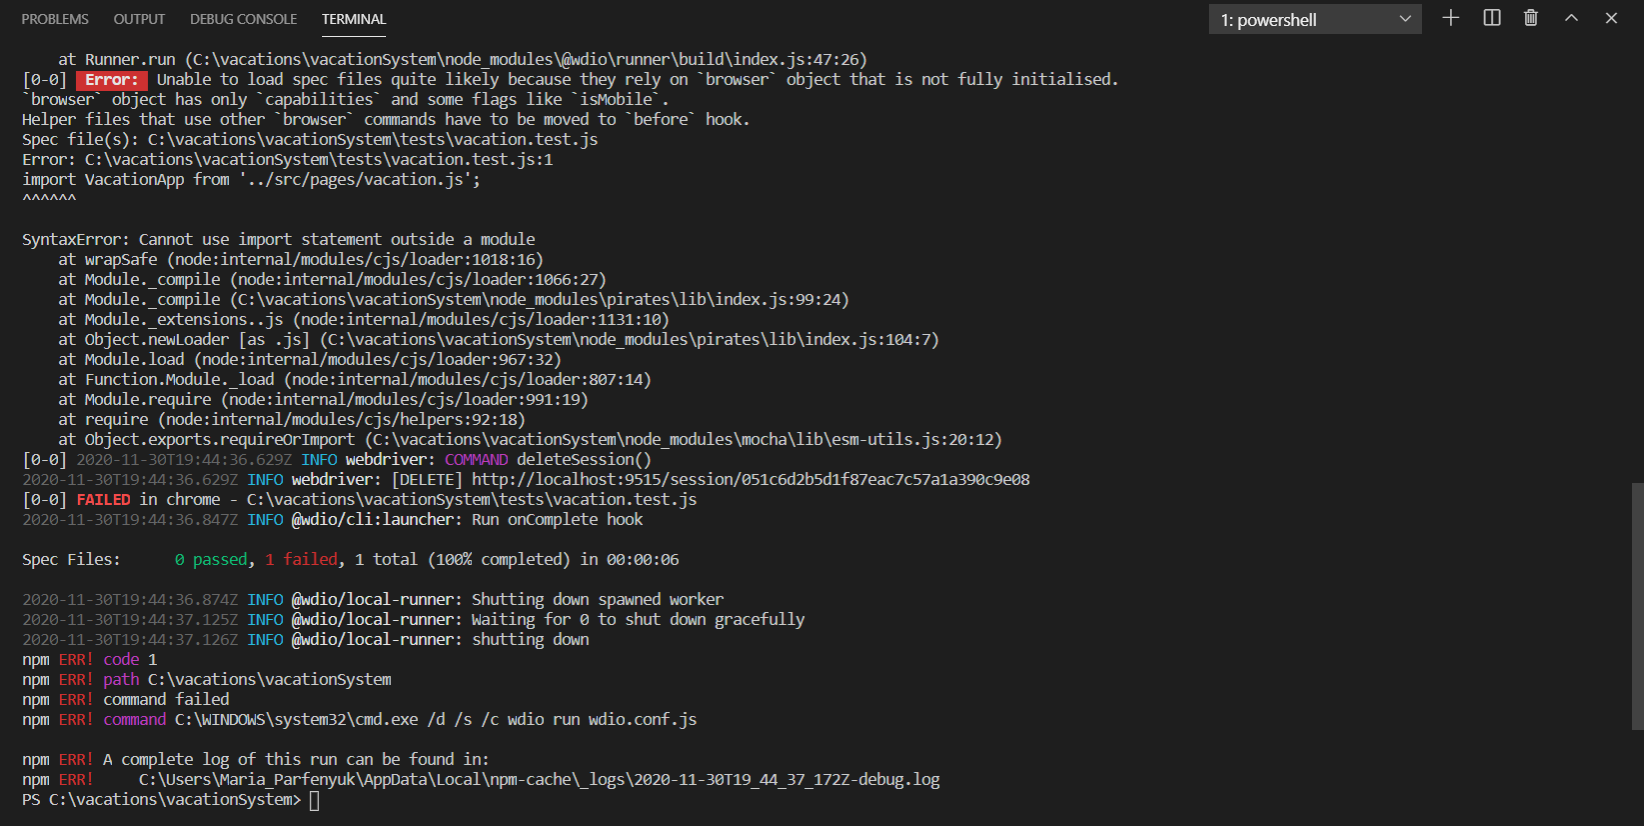 PROBLEMS OUTPUT DEBUG CONSOLE TERMINAL 1: powershell
at Runner.run (C:\vacations\vacationSystem\node_modules\@wdio\runner\build\index.js:47:26)
[0-0] Error: Unable to load spec files quite likely because they rely on `browser` object that is not fully initialised.
`browser` object has only `capabilities` and some flags like `isMobile`.
Helper files that use other `browser` commands have to be moved to `before` hook.
Spec file(s): C:\vacations\vacationSystem\tests\vacation.test.js
Error: C:\vacations\vacationSystem\tests\vacation.test.js:1
import VacationApp from '../src/pages/vacation.js';
^^^^^^
SyntaxError: Cannot use import statement outside a module
at wrapSafe (node:internal/modules/cjs/loader:1018:16)
at Module._compile (node:internal/modules/cjs/loader:1066:27)
at Module._compile (C:\vacations\vacationSystem\node_modules\pirates\lib\index.js:99:24)
at Module._extensions..js (node:internal/modules/cjs/loader:1131:10)
at Object.newLoader [as .js] (C:\vacations\vacationSystem\node_modules\pirates\lib\index.js:104:7)
at Module.load (node:internal/modules/cjs/loader:967:32)
at Function.Module._load (node:internal/modules/cjs/loader:807:14)
at Module.require (node:internal/modules/cjs/loader:991:19)
at require (node:internal/modules/cjs/helpers:92:18)
at Object.exports.requireOrImport (C:\vacations\vacationSystem\node_modules\mocha\lib\esm-utils.js:20:12)
[0-0] 2020-11-30T19:44:36.629Z INFO webdriver: COMMAND deleteSession()
2020-11-30T19:44:36.629Z INFO webdriver: [DELETE] http://localhost:9515/session/051c6d2b5d1f87eac7c57a1a390c9e08
[0-0] FAILED in chrome - C:\vacations\vacationSystem\tests\vacation.test.js
2020-11-30T19:44:36.847Z INFO @wdio/cli:launcher: Run onComplete hook
Spec Files: 0 passed, 1 failed, 1 total (100% completed) in 00:00:06
2020-11-30T19:44:36.874Z INFO @wdio/local-runner: Shutting down spawned worker
2020-11-30T19:44:37.125Z INFO @wdio/local-runner: Waiting for 0 to shut down gracefully
2020-11-30T19:44:37.126Z INFO @wdio/local-runner: shutting down
npm ERR! code 1
npm ERR! path C:\vacations\vacationSystem
npm ERR! command failed
npm ERR! command C:\WINDOWS\system32\cmd.exe /d /s /c wdio run wdio.conf.js
npm ERR! A complete log of this run can be found in:
npm ERR! C:\Users\Maria_Parfenyuk\AppData\Local\npm-cache\_logs\2020-11-30T19_44_37_172Z-debug.log
PS C:\vacations\vacationSystem>